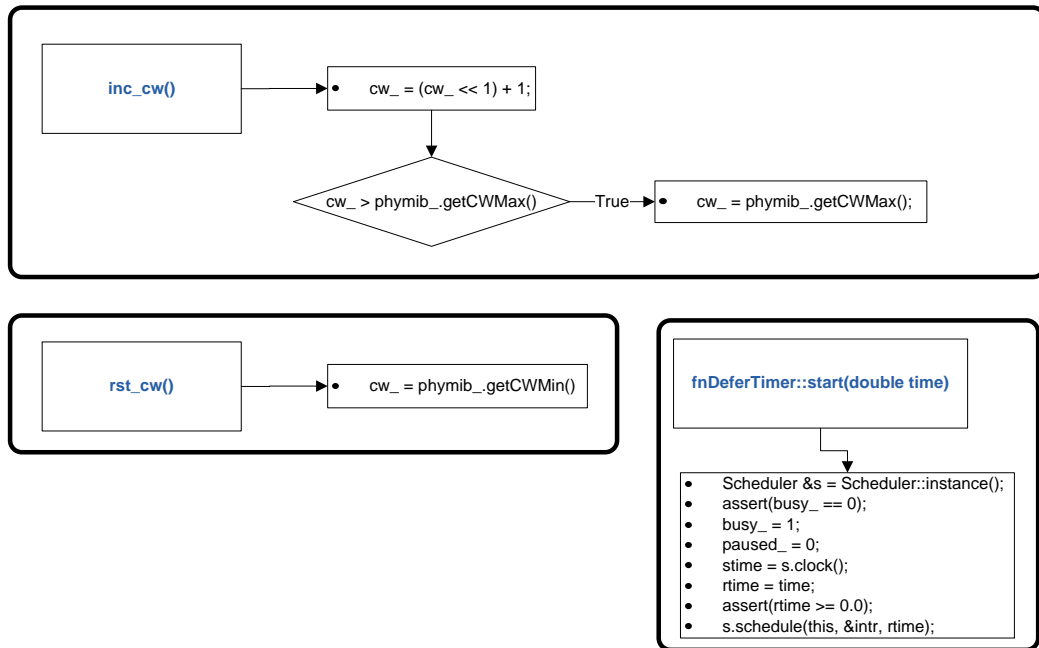 inc_cw()
• cw_ = (cw_ << 1) + 1;
cw_ > phymib_.getCWMax()
True
• cw_ = phymib_.getCWMax();
rst_cw()
• cw_ = phymib_.getCWMin()
fnDeferTimer::start(double time)
• Scheduler &s = Scheduler::instance();
• assert(busy_ == 0);
• busy_ = 1;
• paused_ = 0;
• stime = s.clock();
• rtime = time;
• assert(rtime >= 0.0);
• s.schedule(this, &intr, rtime);